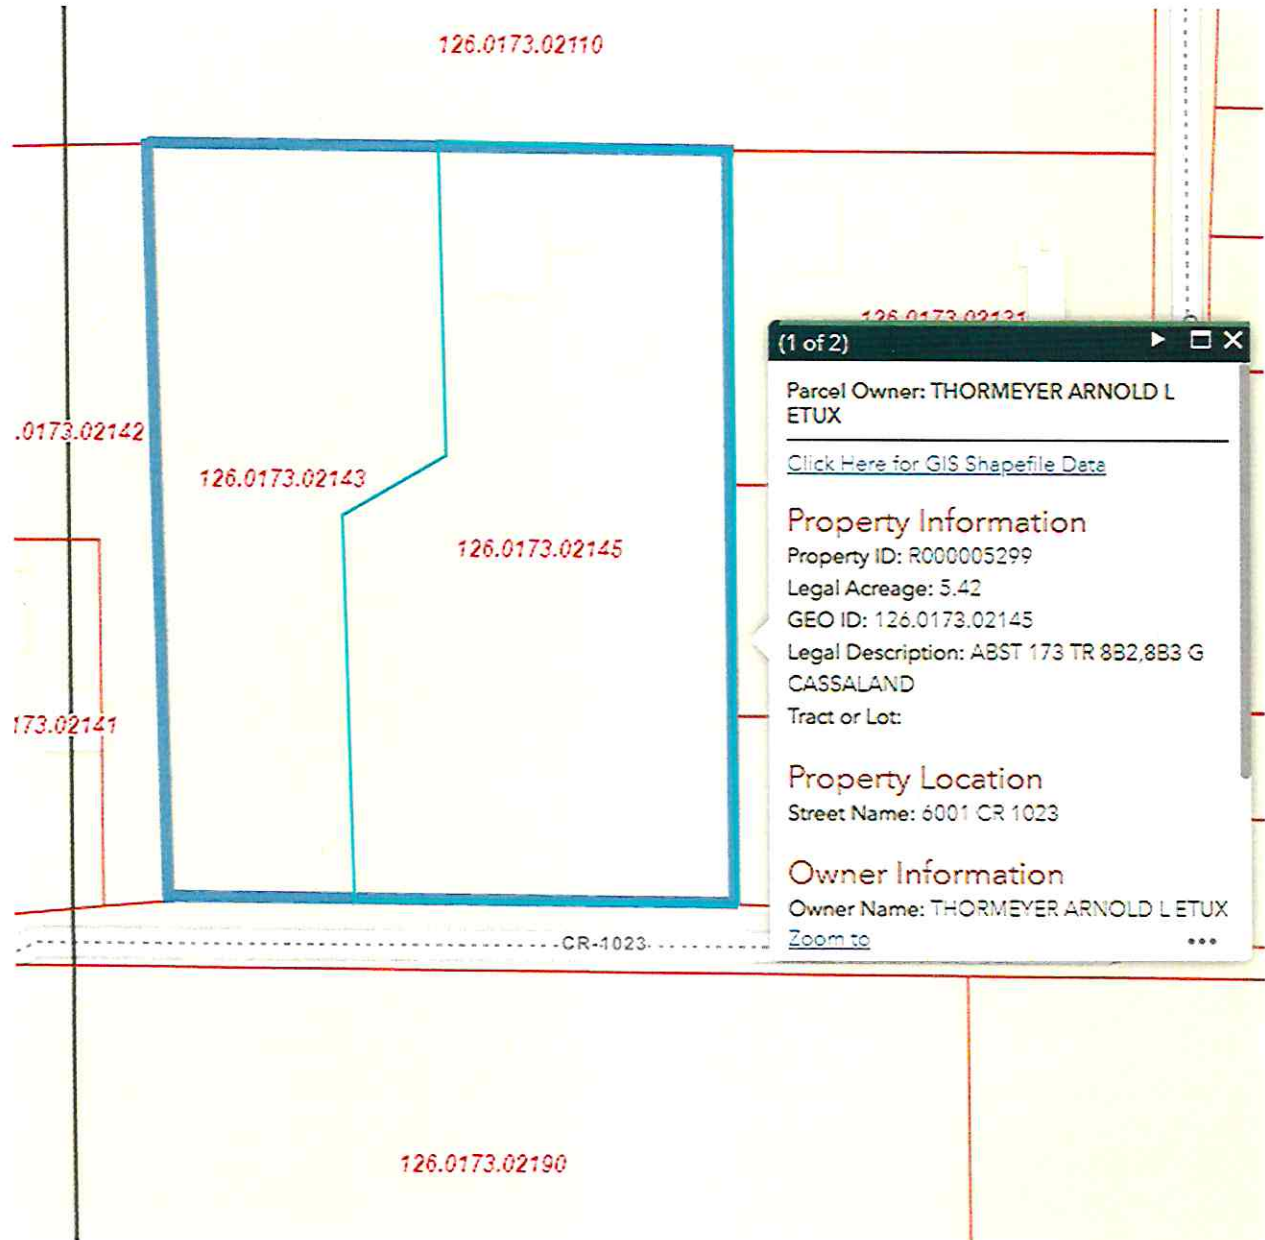 126.0173.02110
126.0173.02131
(1 of 2)
Parcel Owner: THORMEYER ARNOLD L
ETUX
.0173.02142
Click Here for GIS Shapefile Data
126.0173.02143
Property Information
126.0173.02145
Property ID: R000005299
Legal Acreage: 5.42
GEO ID: 126.0173.02145
Legal Description: ABST 173 TR 8B2,8B3 G
CASSALAND
Tract or Lot:
173.02141
Property Location
Street Name: 6001 CR 1023
Owner Information
Owner Name: THORMEYER ARNOLD L ETUX
Zoom to
CR-1023
126.0173.02190